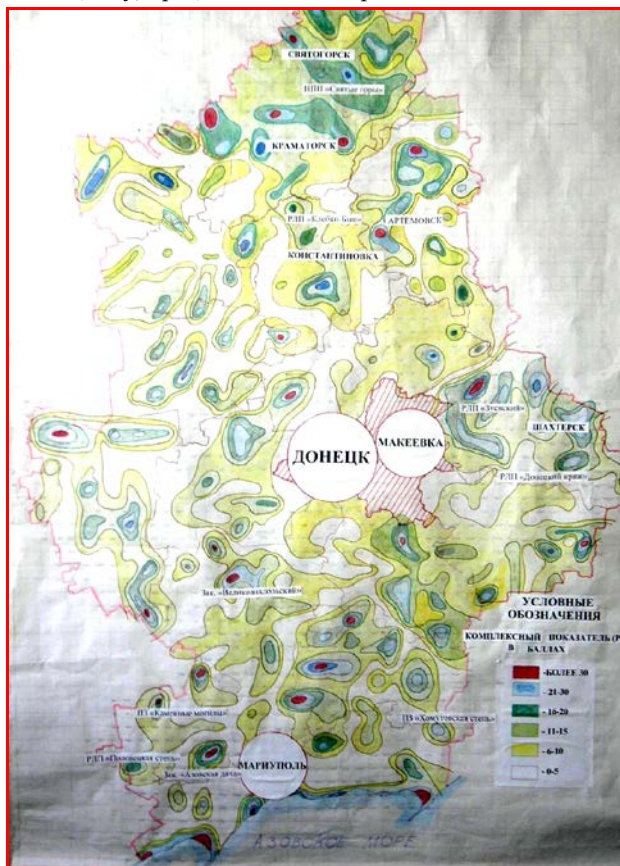 СВЯТОГОРСК
НПП «Святые горы»
КРАМАТОРСК
РЛП «Клебан-Бык»
АРТЕМОВСК
КОНСТАНТИНОВКА
РЛП «Зуевский»
ШАХТЕРСК
МАКЕЕВКА
ДОНЕЦК
РЛП «Донецкий кряж»
Зак. «Великоанадольский»
УСЛОВНЫЕ
ОБОЗНАЧЕНИЯ
КОМПЛЕКСНЫЙ ПОКАЗАТЕЛЬ (Р
В БАЛЛАХ
-БОЛЕЕ 30
- 21-30
- 16-20
- 11-15
- 6-10
- 0-5
ПЗ «Каменные могилы»
ПЗ «Хомутовская степь»
РЛП «Половецкая степь»
Зак. «Азовская дача»
МАРИУПОЛЬ
АЗОВСКОЕ МОРЕ